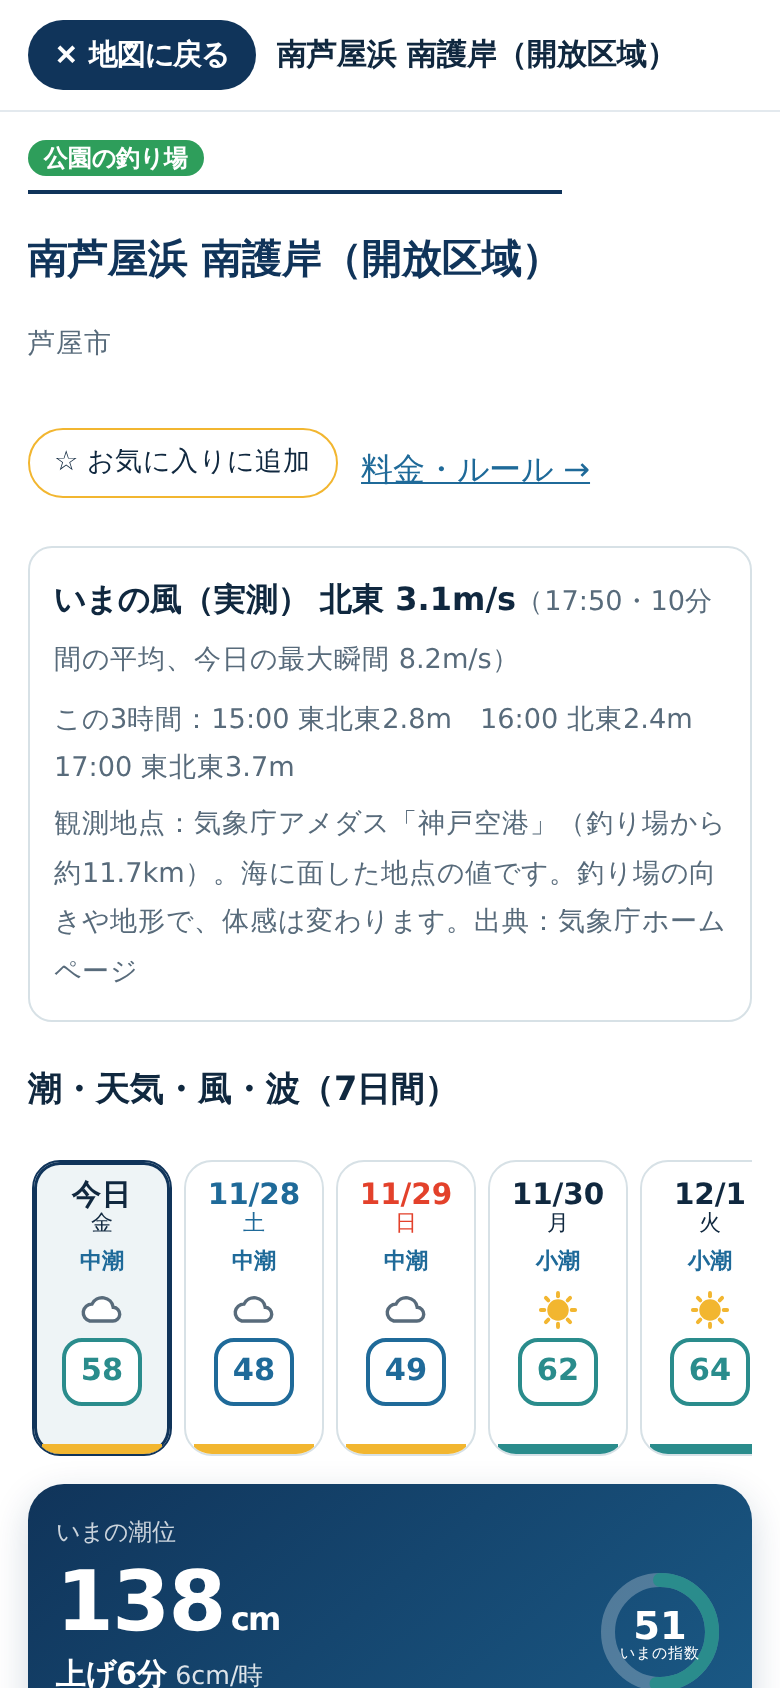 ✕ 地図に戻る 南芦屋浜 南護岸（開放区域）
公園の釣り場
南芦屋浜 南護岸（開放区域）
芦屋市
☆ お気に入りに追加 料金・ルール →
いまの風（実測） 北東 3.1m/s（17:50・10分
間の平均、今日の最大瞬間 8.2m/s）
この3時間：15:00 東北東2.8m　16:00 北東2.4m
17:00 東北東3.7m
観測地点：気象庁アメダス「神戸空港」（釣り場から
約11.7km）。海に面した地点の値です。釣り場の向
きや地形で、体感は変わります。出典：気象庁ホーム
ページ
潮・天気・風・波（7日間）
今日 11/28 11/29 11/30 12/1
金 土 日 月 火
中潮 中潮 中潮 小潮 小潮
58 48 49 62 64
いまの潮位
138 cm
51
いまの指数
上げ6分 6cm/時